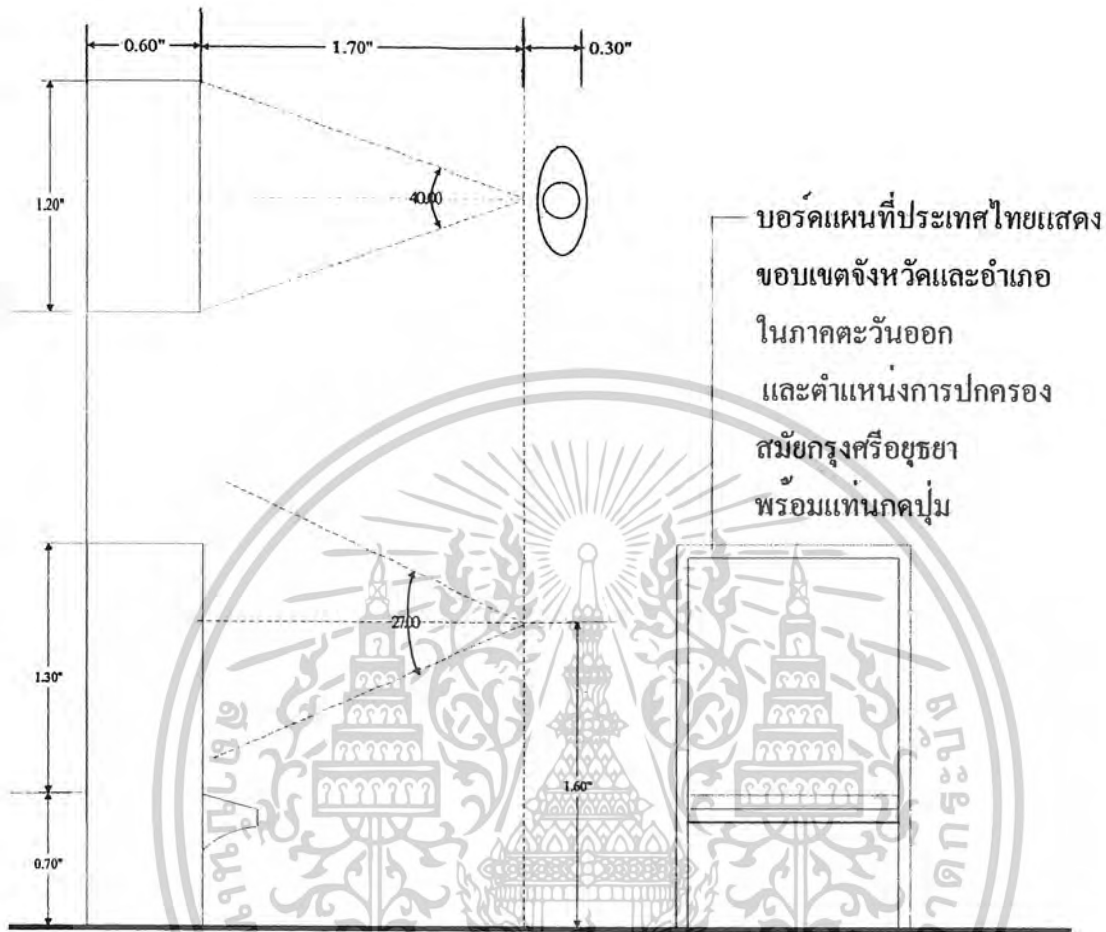 0.60"
1.70"
0.30"
1.20"
40.00
บอร์ดแผนที่ประเทศไทยแสดง
ขอบเขตจังหวัดและอำเภอ
ในภาคตะวันออก
และตำแหน่งการปกครอง
สมัยกรุงศรีอยุธยา
พร้อมแท่นกดปุ่ม
27.00
1.30"
1.60"
0.70"